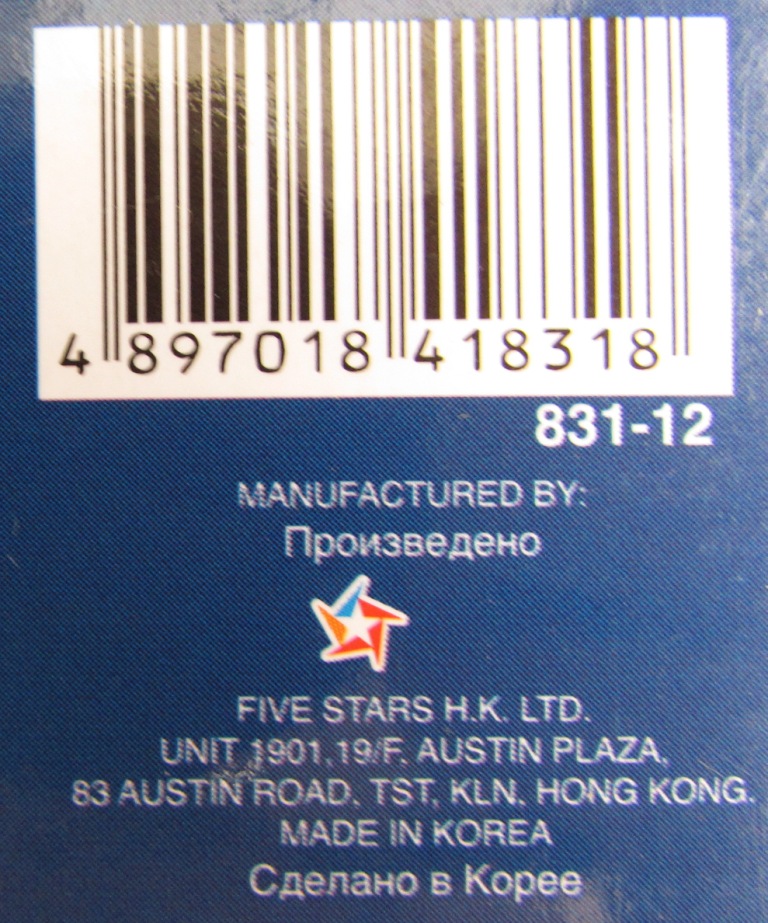 4 897018 418318
831-12
MANUFACTURED BY:
Произведено
FIVE STARS H.K. LTD.
UNIT 1901,19/F, AUSTIN PLAZA,
83 AUSTIN ROAD. TST, KLN. HONG KONG.
MADE IN KOREA
Сделано в Корее